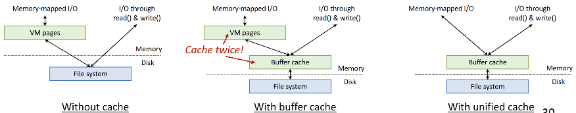 Memory-mapped I/O
I/O through
read() & write()
VM pages
Memory
Disk
File system
Without cache
Memory-mapped I/O
I/O through
read() & write()
VM pages
Cache twice!
Buffer cache
Memory
Disk
File system
With buffer cache
Memory-mapped I/O
I/O through
read() & write()
Buffer cache
Memory
Disk
File system
With unified cache